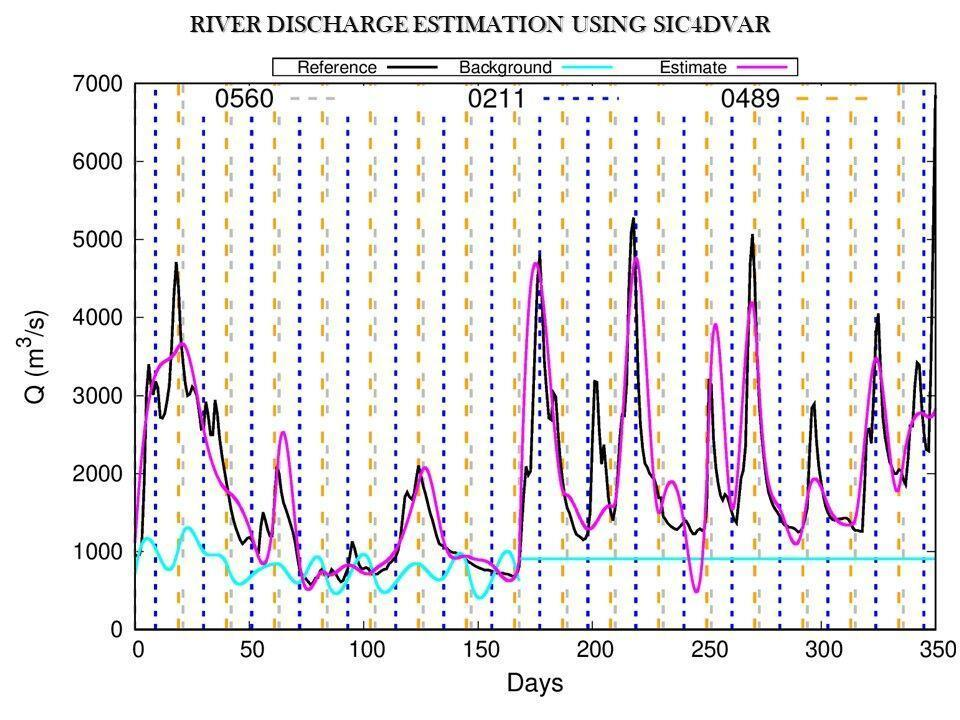 RIVER DISCHARGE ESTIMATION USING SIC4DVAR
Reference Background Estimate
0560 0211 0489
7000
6000
5000
4000
3000
2000
1000
0
Q (m³/s)
0 50 100 150 200 250 300 350
Days